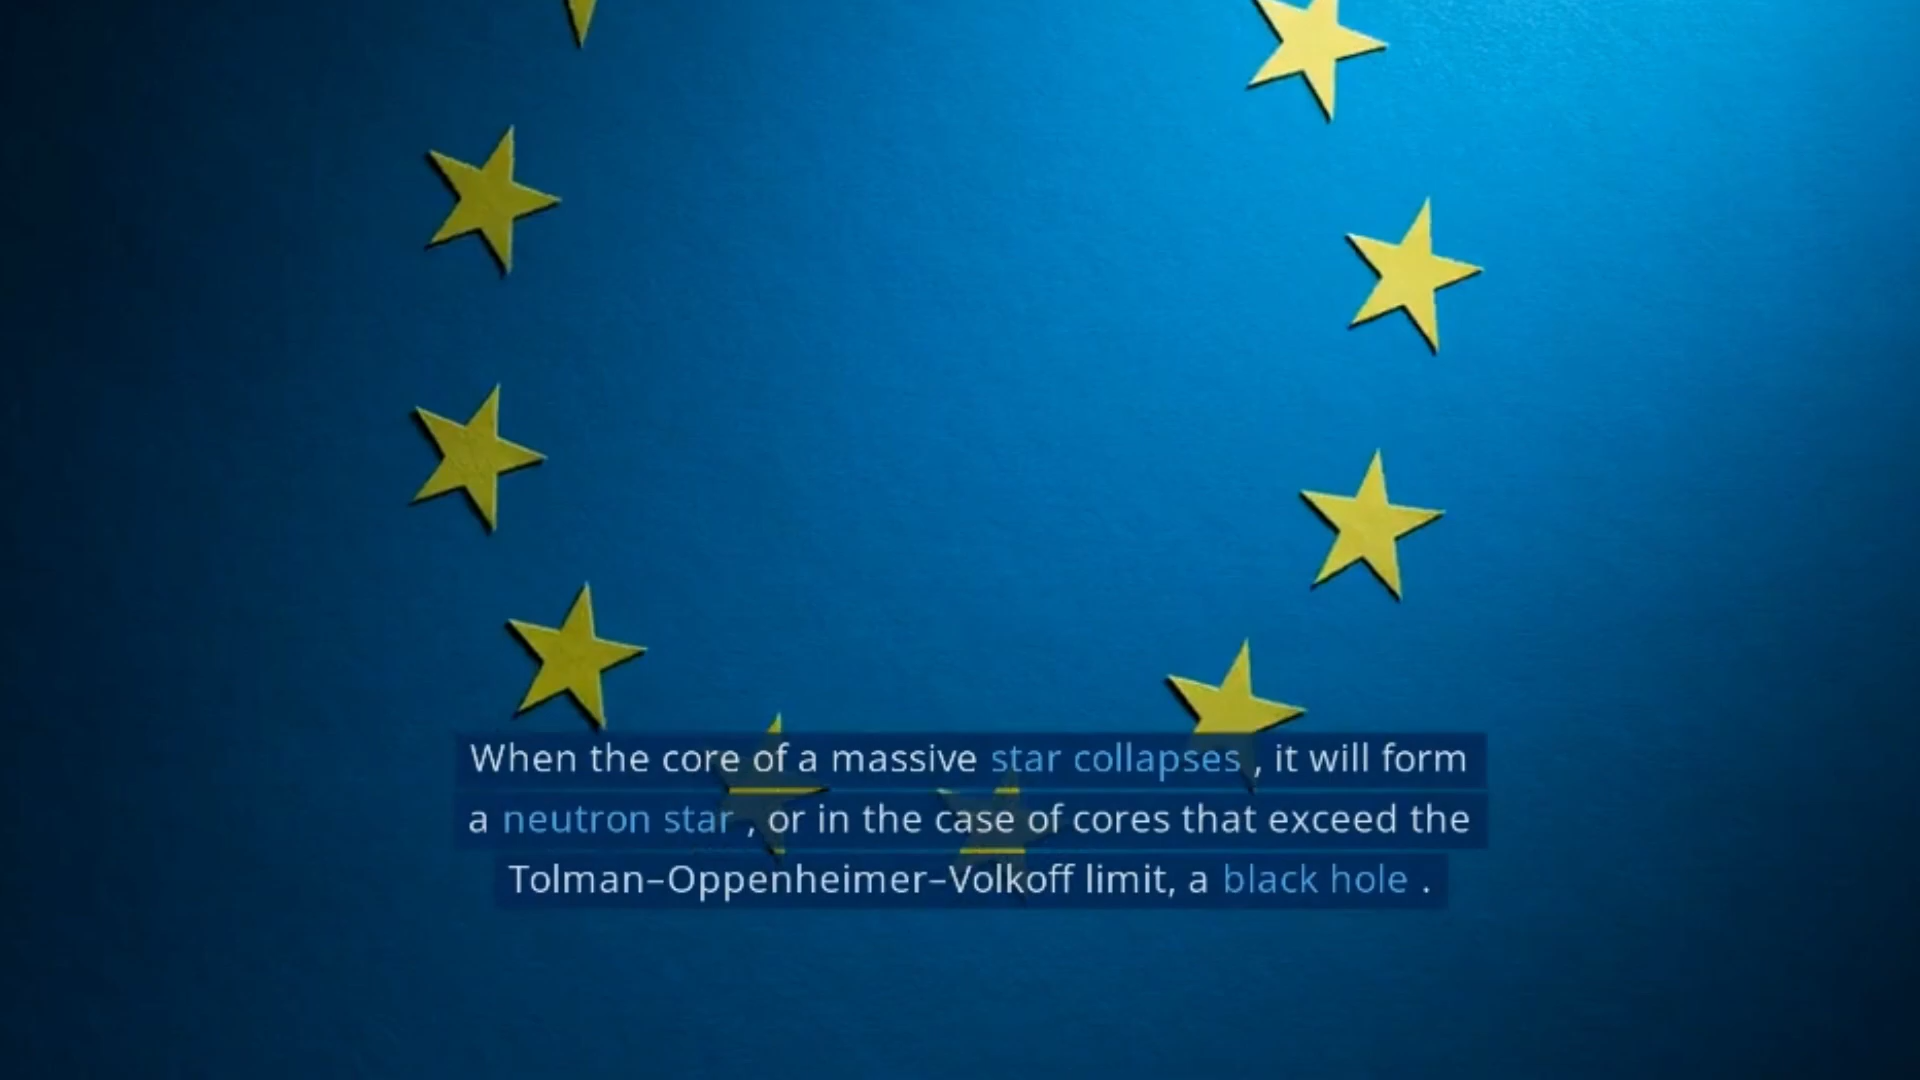 When the core of a massive star collapses , it will form
a neutron star , or in the case of cores that exceed the
Tolman–Oppenheimer–Volkoff limit, a black hole .